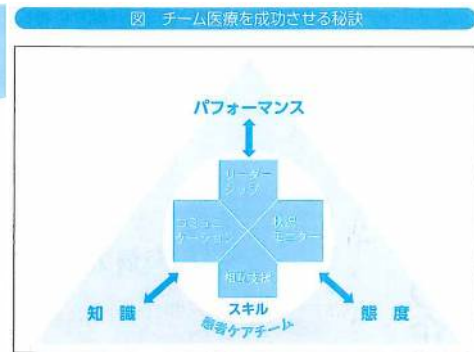 図 チーム医療を成功させる秘訣
パフォーマンス
リーダー
シップ
コミュニ
ケーション
状況
モニター
相互支援
スキル
患者ケアチーム
知識
態度